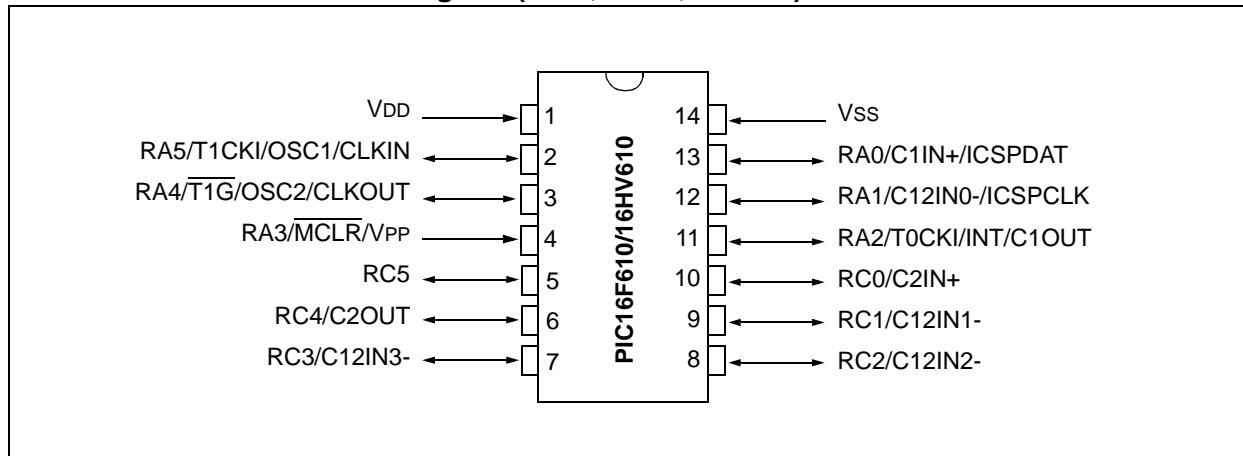 VDD 1 14 VSS
RA5/T1CKI/OSC1/CLKIN 2 13 RA0/C1IN+/ICSPDAT
RA4/T1G/OSC2/CLKOUT 3 12 RA1/C12IN0-/ICSPCLK
RA3/MCLR/VPP 4 11 RA2/T0CKI/INT/C1OUT
RC5 5 10 RC0/C2IN+
RC4/C2OUT 6 9 RC1/C12IN1-
RC3/C12IN3- 7 8 RC2/C12IN2-
PIC16F610/16HV610